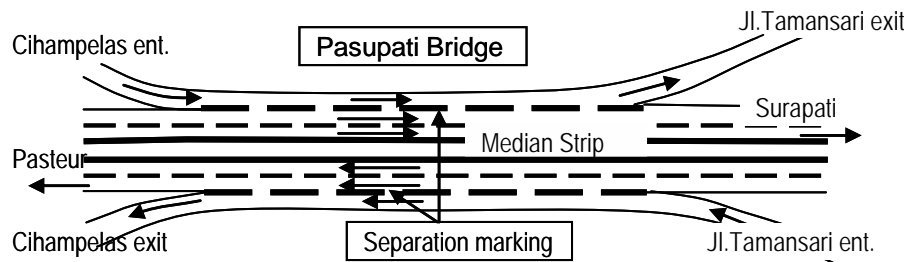 Jl.Tamansari exit
Cihampelas ent.
Pasupati Bridge
Surapati
Median Strip
Pasteur
Cihampelas exit
Separation marking
Jl.Tamansari ent.